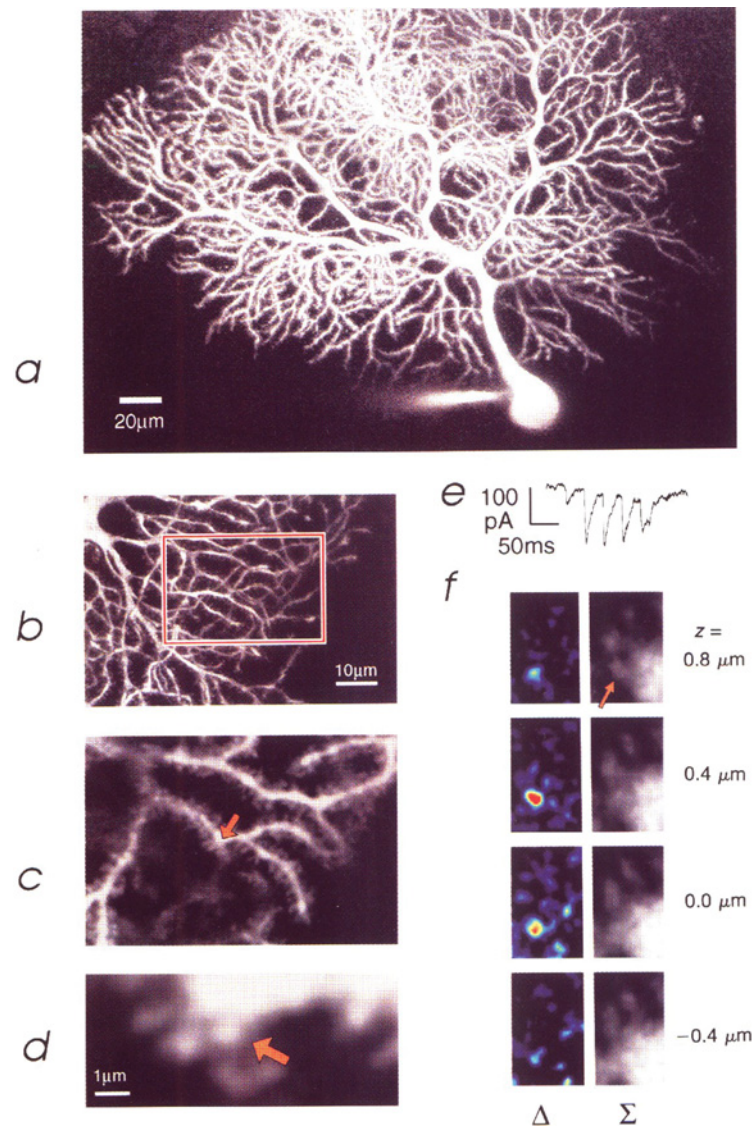 a
20µm
b
10µm
c
d
1µm
e
100
pA
50ms
f
z =
0.8 µm
0.4 µm
0.0 µm
−0.4 µm
Δ
Σ